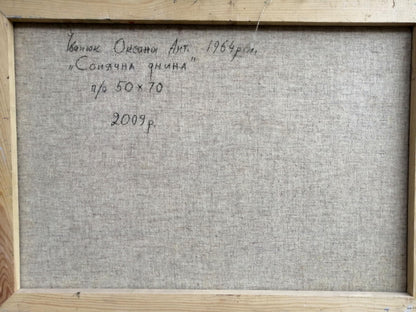 Іванюк Оксана Ант. 1964р.н.
„Сонячна днина"
п/о 50×70
2009р.